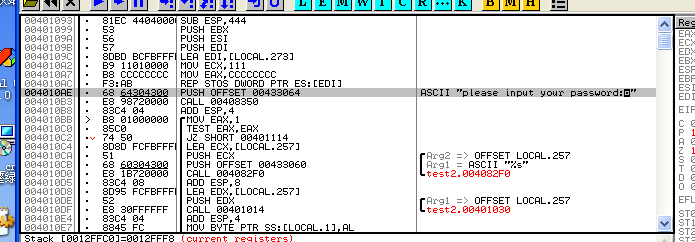 L E M W T C R ... K B M H
00401093 · 81EC 44040000 SUB ESP,444
00401099 · 53 PUSH EBX
0040109A · 56 PUSH ESI
0040109B · 57 PUSH EDI
0040109C · 8DBD BCFBFFFF LEA EDI,[LOCAL.273]
004010A2 · B9 11010000 MOV ECX,111
004010A7 · B8 CCCCCCCC MOV EAX,CCCCCCCC
004010AC · F3:AB REP STOS DWORD PTR ES:[EDI]
004010AE · 68 64304300 PUSH OFFSET 00433064 ASCII "please input your password:
004010B3 · E8 98720000 CALL 00408350
004010B8 · 83C4 04 ADD ESP,4
004010BB > B8 01000000 MOV EAX,1
004010C0 · 85C0 TEST EAX,EAX
004010C2 · 74 50 JZ SHORT 00401114
004010C4 · 8D8D FCFBFFFF LEA ECX,[LOCAL.257]
004010CA · 51 PUSH ECX Arg2 => OFFSET LOCAL.257
004010CB · 68 60304300 PUSH OFFSET 00433060 Arg1 = ASCII "%s"
004010D0 · E8 1B720000 CALL 004082F0 test2.004082F0
004010D5 · 83C4 08 ADD ESP,8
004010D8 · 8D95 FCFBFFFF LEA EDX,[LOCAL.257]
004010DE · 52 PUSH EDX Arg1 => OFFSET LOCAL.257
004010DF · E8 30FFFFFF CALL 00401014 test2.00401030
004010E4 · 83C4 04 ADD ESP,4
004010E7 · 8845 FC MOV BYTE PTR SS:[LOCAL.1],AL
Stack [0012FFC0]=0012FFF8 (current registers)
Reg